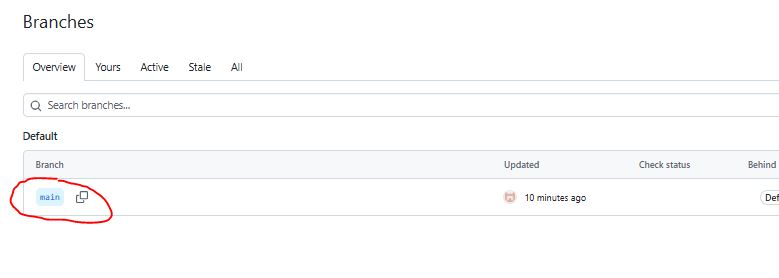 Branches
Overview Yours Active Stale All
Search branches...
Default
Branch Updated Check status Behind
main 10 minutes ago